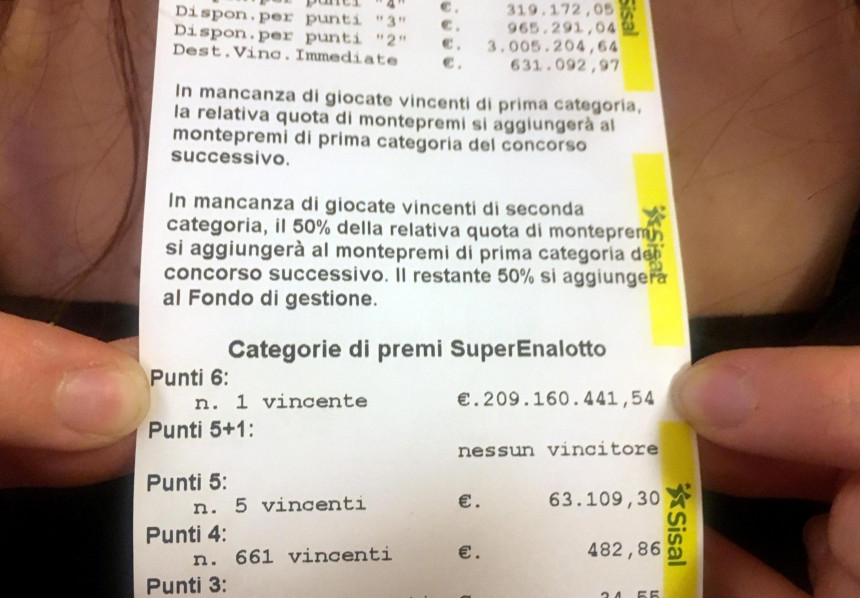 "4" €. 319.172,05
Dispon.per punti "3" €. 965.291,04
Dispon.per punti "2" €. 3.005.204,64
Dest.Vinc.Immediate €. 631.092,97
Sisal
In mancanza di giocate vincenti di prima categoria,
la relativa quota di montepremi si aggiungerà al
montepremi di prima categoria del concorso
successivo.
In mancanza di giocate vincenti di seconda
categoria, il 50% della relativa quota di montepremi
si aggiungerà al montepremi di prima categoria del
concorso successivo. Il restante 50% si aggiungerà
al Fondo di gestione.
Sisal
Categorie di premi SuperEnalotto
Punti 6:
n. 1 vincente €.209.160.441,54
Punti 5+1:
nessun vincitore
Punti 5:
n. 5 vincenti €. 63.109,30
Punti 4:
n. 661 vincenti €. 482,86
Sisal
Punti 3: